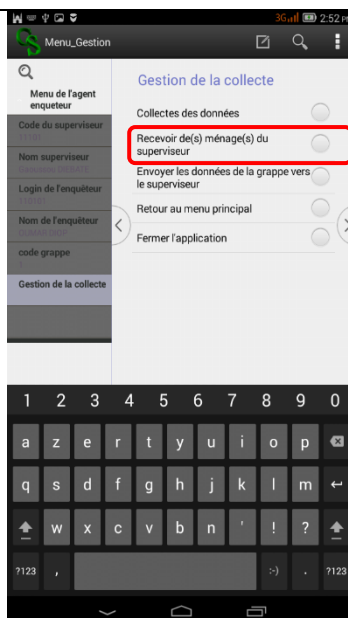 3G 2:52 PM
Menu_Gestion
Menu de l'agent
enqueteur
Code du superviseur
Nom superviseur
Login de l'enquêteur
Nom de l'enquêteur
code grappe
1
Gestion de la collecte
Gestion de la collecte
Collectes des données
Recevoir de(s) ménage(s) du
superviseur
Envoyer les données de la grappe vers
le superviseur
Retour au menu principal
Fermer l'application
1 2 3 4 5 6 7 8 9 0
a z e r t y u i o p
q s d f g h j k l m
w x c v b n ' ! ?
?123 , :-) . ?123